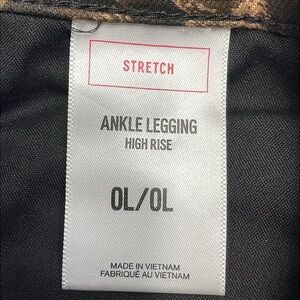 STRETCH
ANKLE LEGGING
HIGH RISE
0L/0L
MADE IN VIETNAM
FABRIQUÉ AU VIETNAM